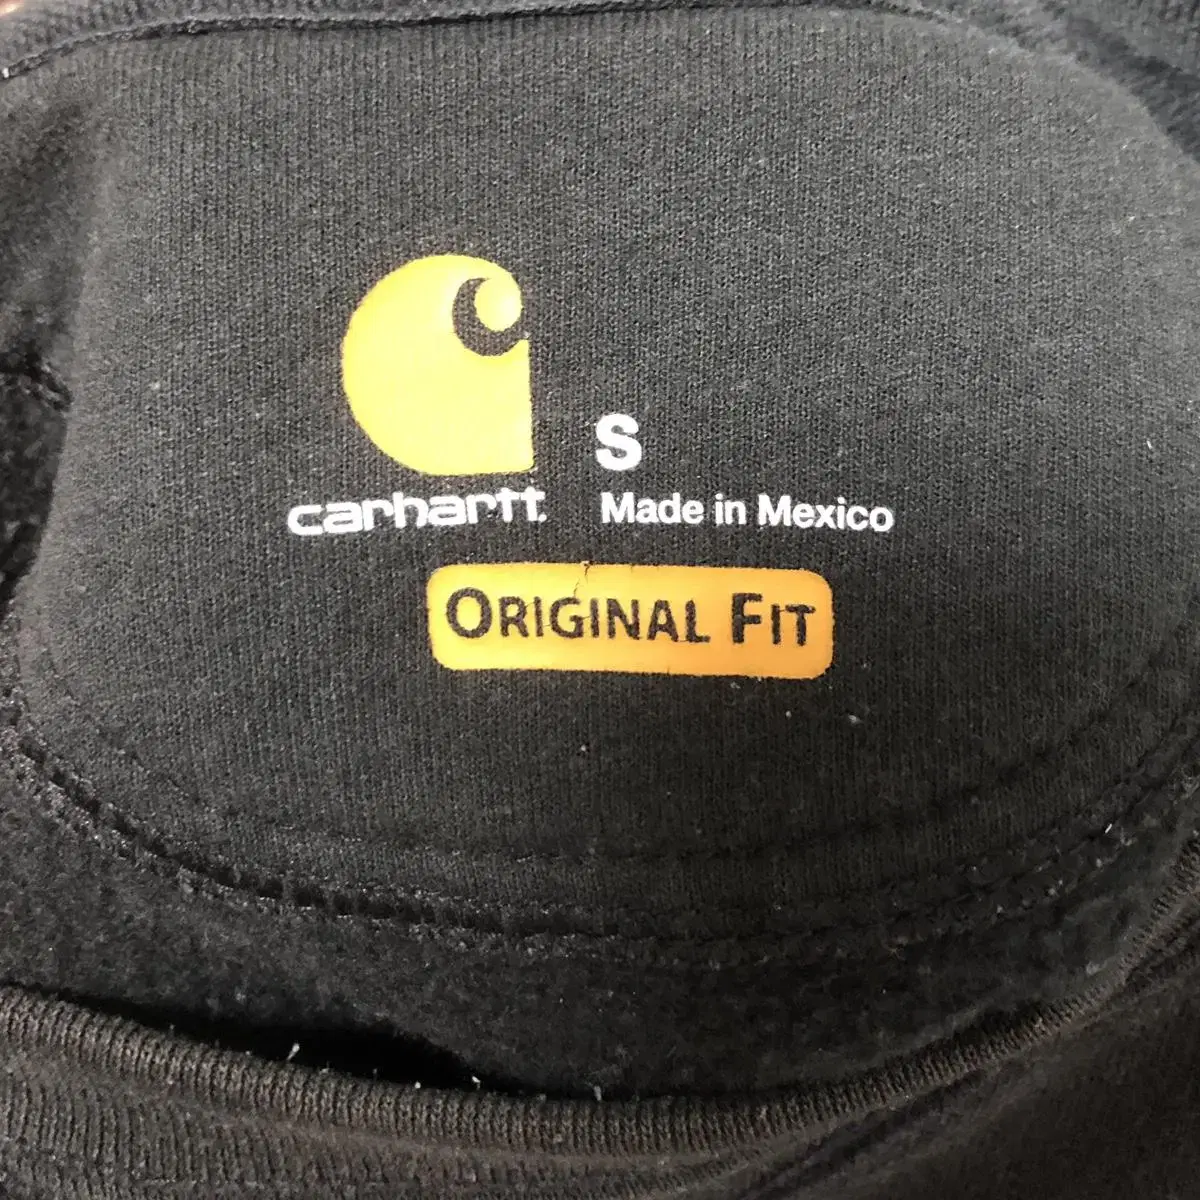 S
carhartt.
Made in Mexico
ORIGINAL FIT